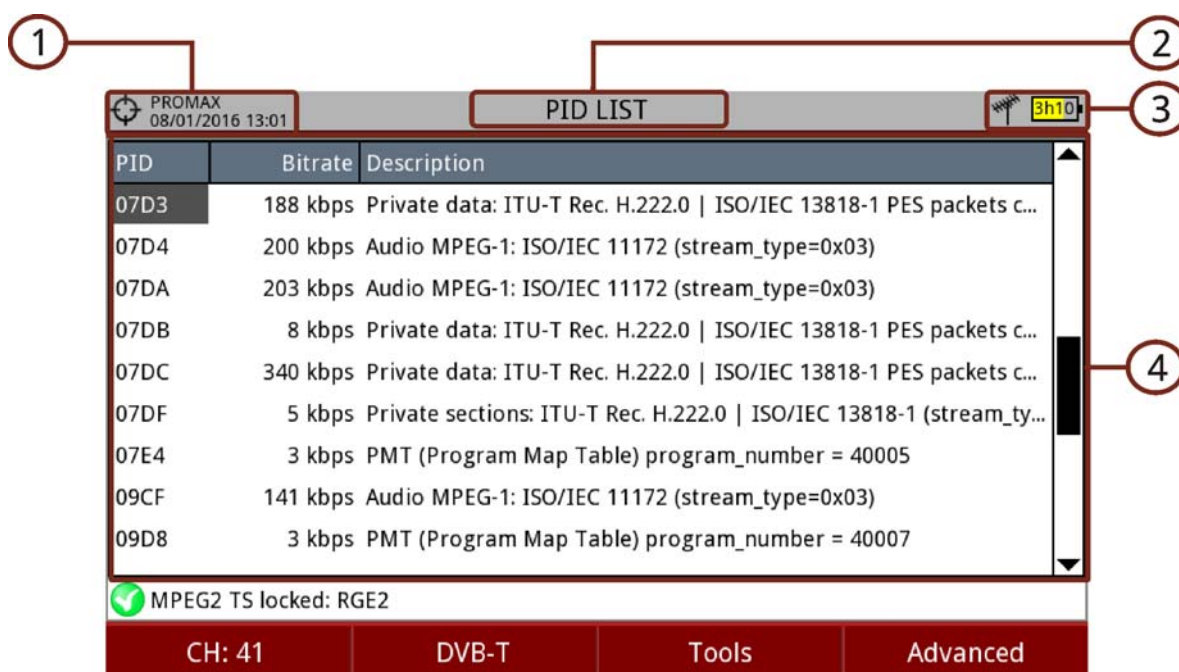 1
2
3
4
PROMAX
08/01/2016 13:01
PID LIST
3h10
PID Bitrate Description
07D3 188 kbps Private data: ITU-T Rec. H.222.0 | ISO/IEC 13818-1 PES packets c...
07D4 200 kbps Audio MPEG-1: ISO/IEC 11172 (stream_type=0x03)
07DA 203 kbps Audio MPEG-1: ISO/IEC 11172 (stream_type=0x03)
07DB 8 kbps Private data: ITU-T Rec. H.222.0 | ISO/IEC 13818-1 PES packets c...
07DC 340 kbps Private data: ITU-T Rec. H.222.0 | ISO/IEC 13818-1 PES packets c...
07DF 5 kbps Private sections: ITU-T Rec. H.222.0 | ISO/IEC 13818-1 (stream_ty...
07E4 3 kbps PMT (Program Map Table) program_number = 40005
09CF 141 kbps Audio MPEG-1: ISO/IEC 11172 (stream_type=0x03)
09D8 3 kbps PMT (Program Map Table) program_number = 40007
MPEG2 TS locked: RGE2
CH: 41 DVB-T Tools Advanced